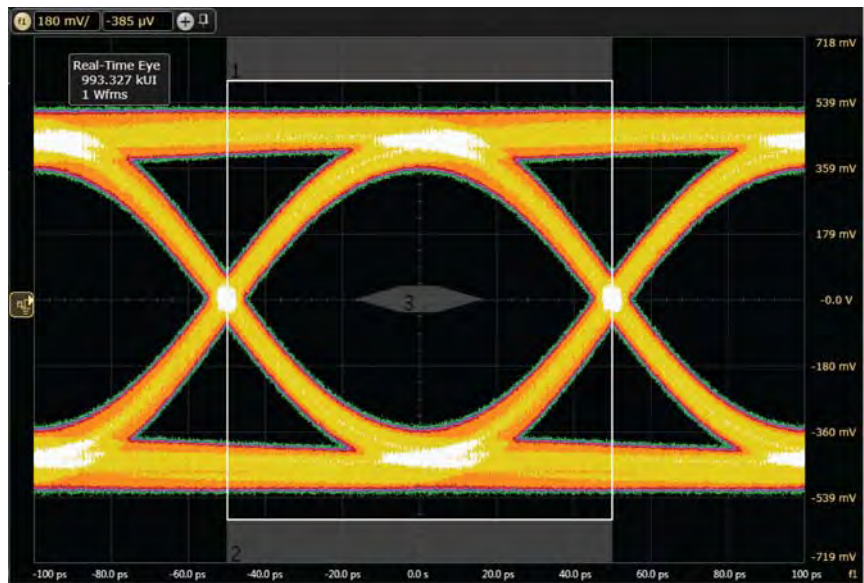 f1 180 mV/ -385 µV +
718 mV
Real-Time Eye
993.327 kUI
1 Wfms
1
539 mV
359 mV
179 mV
3
-0.0 V
-180 mV
-360 mV
-539 mV
2
-719 mV
-100 ps -80.0 ps -60.0 ps -40.0 ps -20.0 ps 0.0 s 20.0 ps 40.0 ps 60.0 ps 80.0 ps 100 ps f1